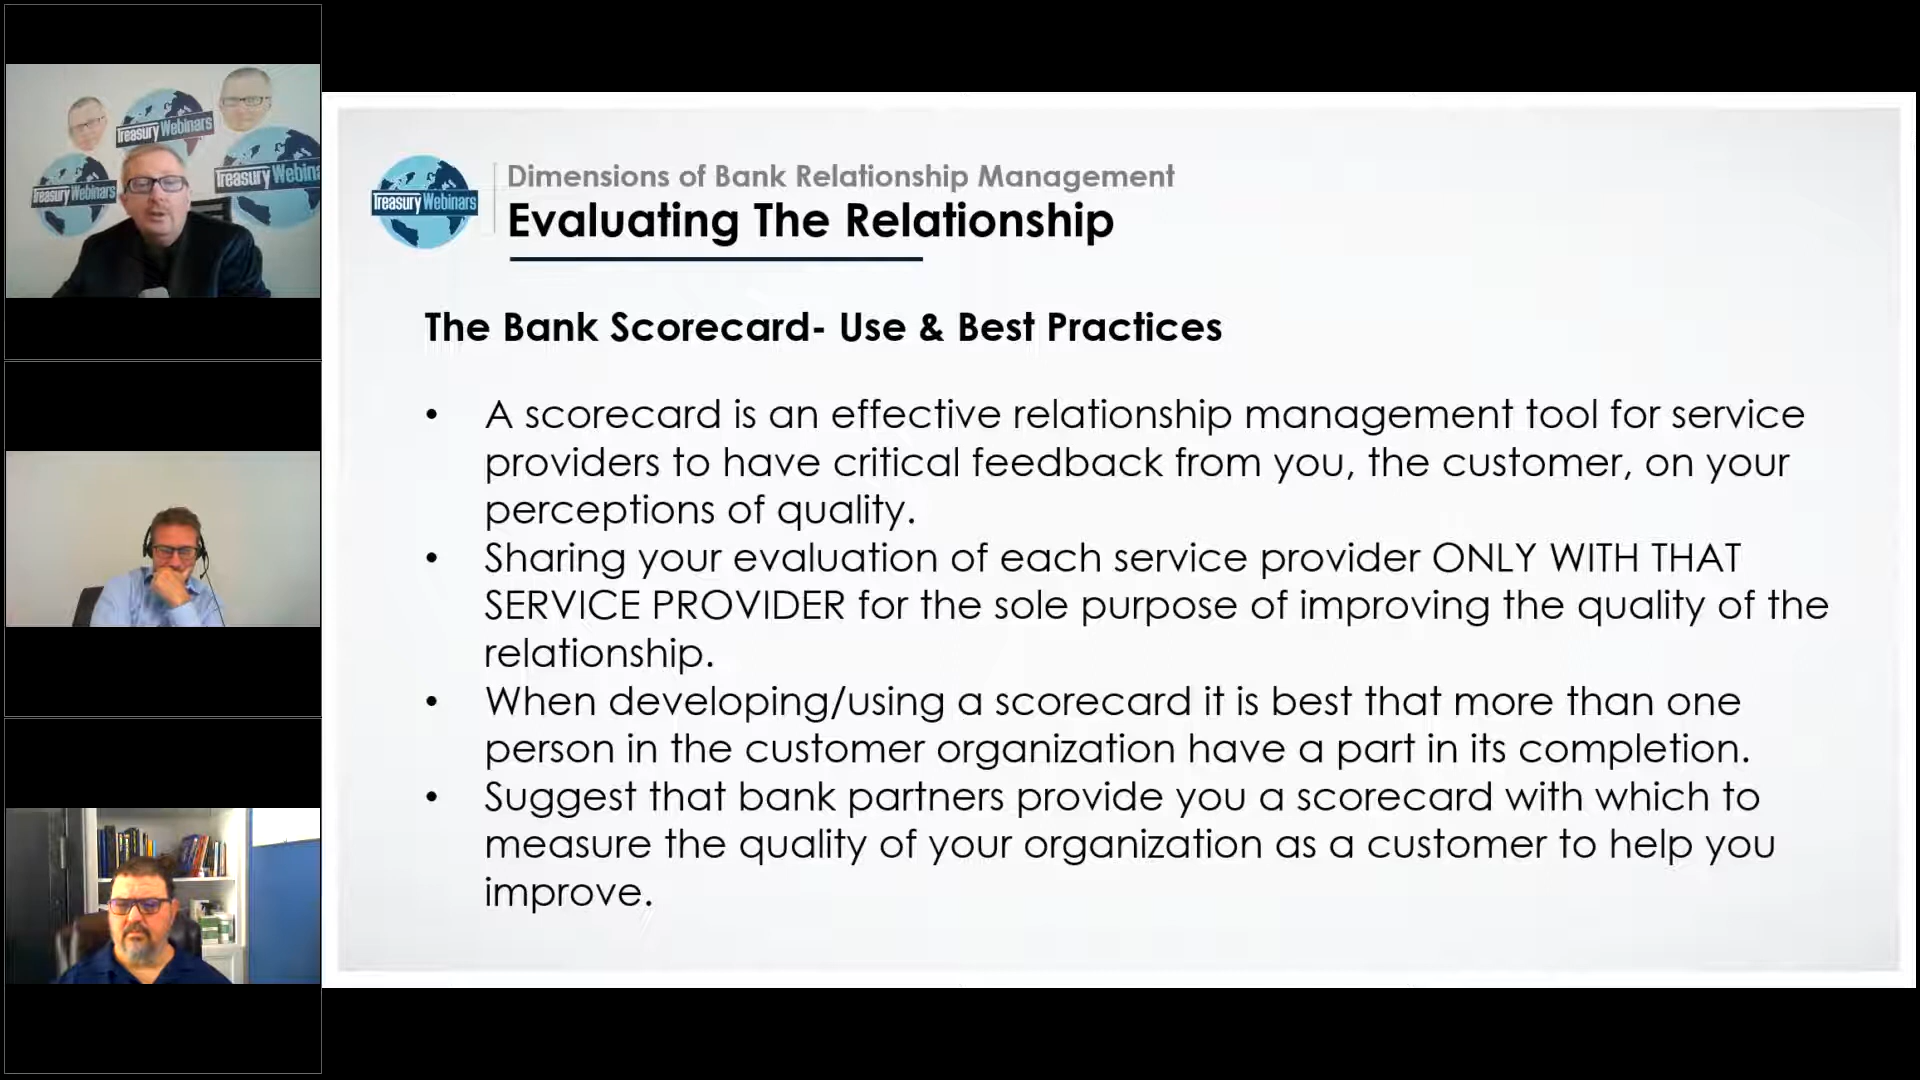 Treasury Webinars
Treasury Webinars
Treasury Webin
Treasury Webinars
Dimensions of Bank Relationship Management
Evaluating The Relationship
The Bank Scorecard- Use & Best Practices
• A scorecard is an effective relationship management tool for service
providers to have critical feedback from you, the customer, on your
perceptions of quality.
• Sharing your evaluation of each service provider ONLY WITH THAT
SERVICE PROVIDER for the sole purpose of improving the quality of the
relationship.
• When developing/using a scorecard it is best that more than one
person in the customer organization have a part in its completion.
• Suggest that bank partners provide you a scorecard with which to
measure the quality of your organization as a customer to help you
improve.